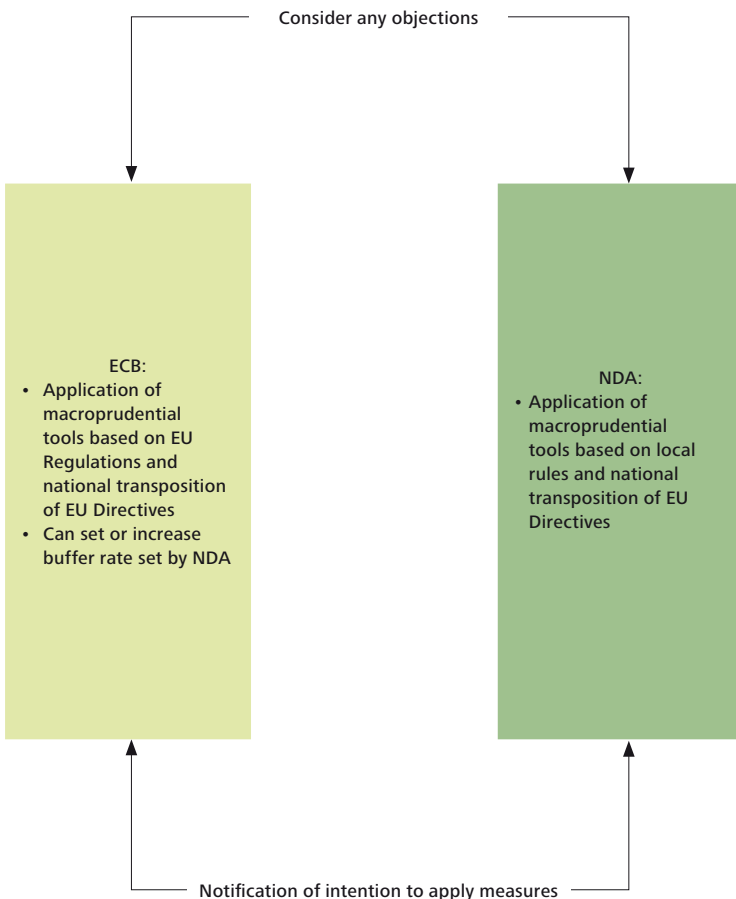 Consider any objections
ECB:
• Application of
macroprudential
tools based on EU
Regulations and
national transposition
of EU Directives
• Can set or increase
buffer rate set by NDA
NDA:
• Application of
macroprudential
tools based on local
rules and national
transposition of EU
Directives
Notification of intention to apply measures